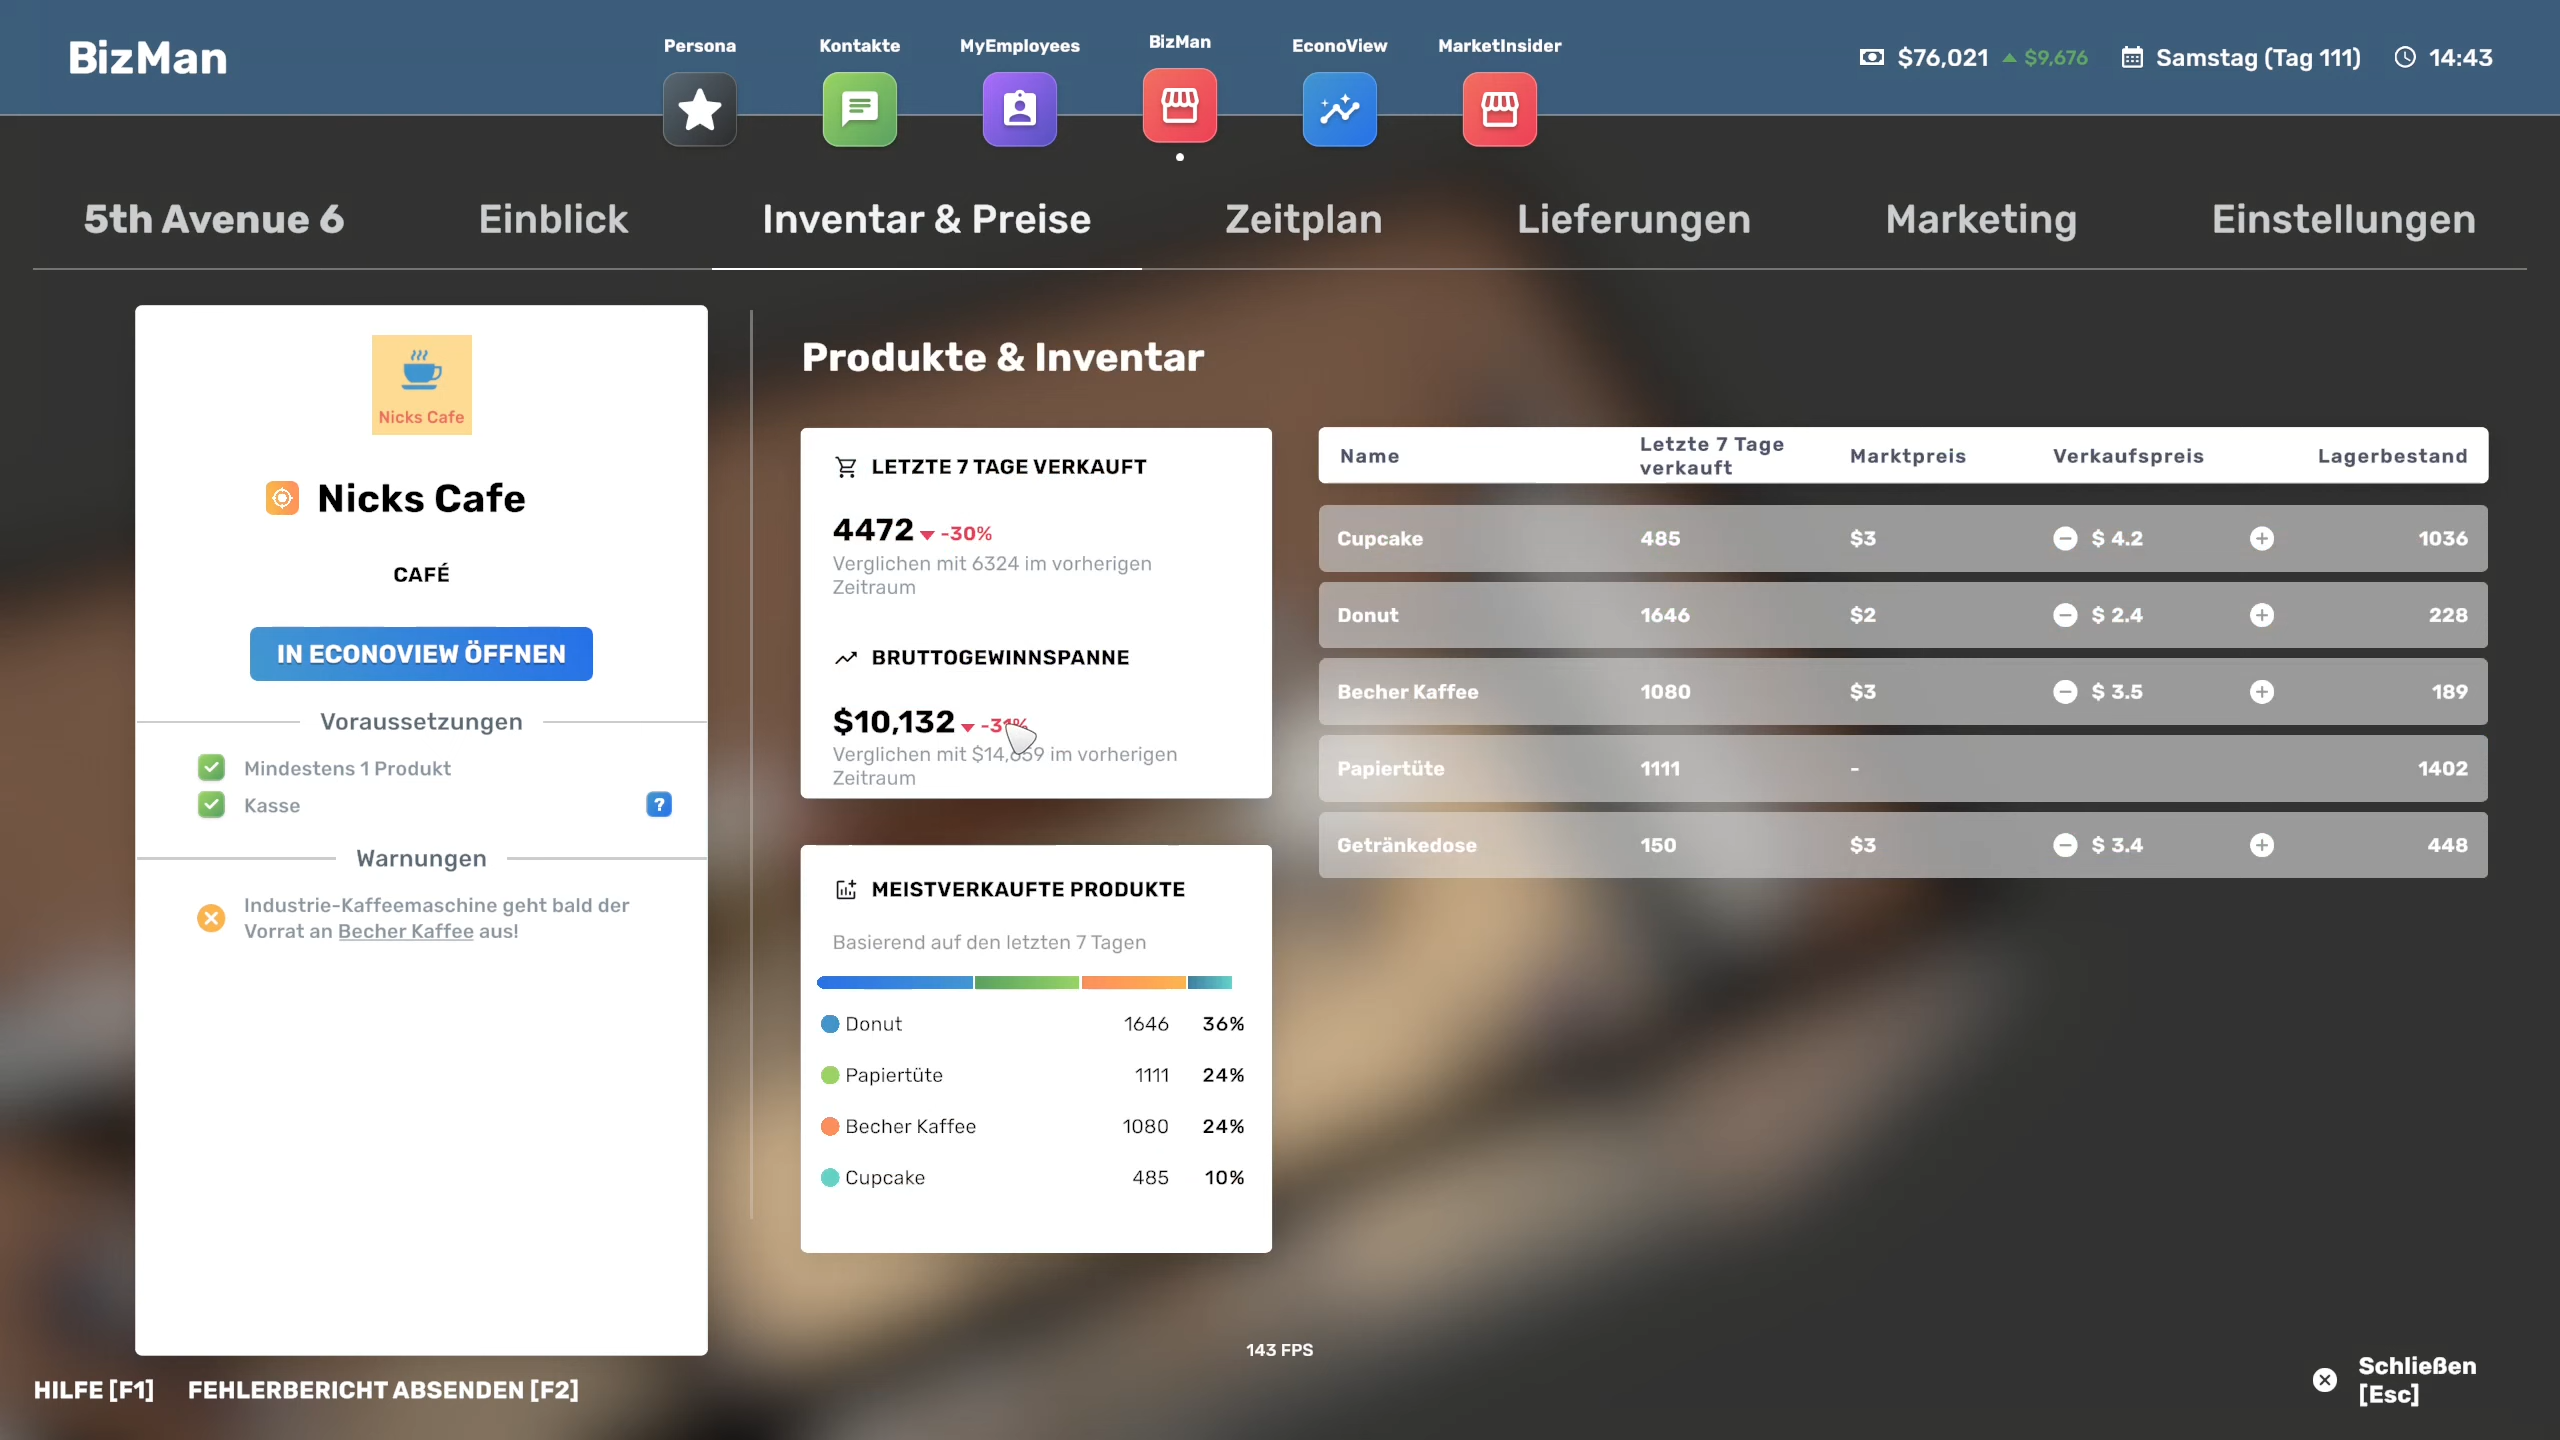 BizMan
Persona
Kontakte
MyEmployees
BizMan
EconoView
MarketInsider
$76,021 $9,676 Samstag (Tag 111) 14:43
5th Avenue 6
Einblick
Inventar & Preise
Zeitplan
Lieferungen
Marketing
Einstellungen
Nicks Cafe
Nicks Cafe
CAFÉ
IN ECONOVIEW ÖFFNEN
Voraussetzungen
Mindestens 1 Produkt
Kasse
?
Warnungen
Industrie-Kaffeemaschine geht bald der
Vorrat an Becher Kaffee aus!
Produkte & Inventar
LETZTE 7 TAGE VERKAUFT
4472 -30%
Verglichen mit 6324 im vorherigen
Zeitraum
BRUTTOGEWINNSPANNE
$10,132
Verglichen mit $14,659 im vorherigen
Zeitraum
MEISTVERKAUFTE PRODUKTE
Basierend auf den letzten 7 Tagen
Donut 1646 36%
Papiertüte 1111 24%
Becher Kaffee 1080 24%
Cupcake 485 10%
Name
Letzte 7 Tage
verkauft
Marktpreis
Verkaufspreis
Lagerbestand
Cupcake 485 $3 $ 4.2 1036
Donut 1646 $2 $ 2.4 228
Becher Kaffee 1080 $3 $ 3.5 189
Papiertüte 1111 - 1402
Getränkedose 150 $3 $ 3.4 448
143 FPS
HILFE [F1] FEHLERBERICHT ABSENDEN [F2]
Schließen
[Esc]